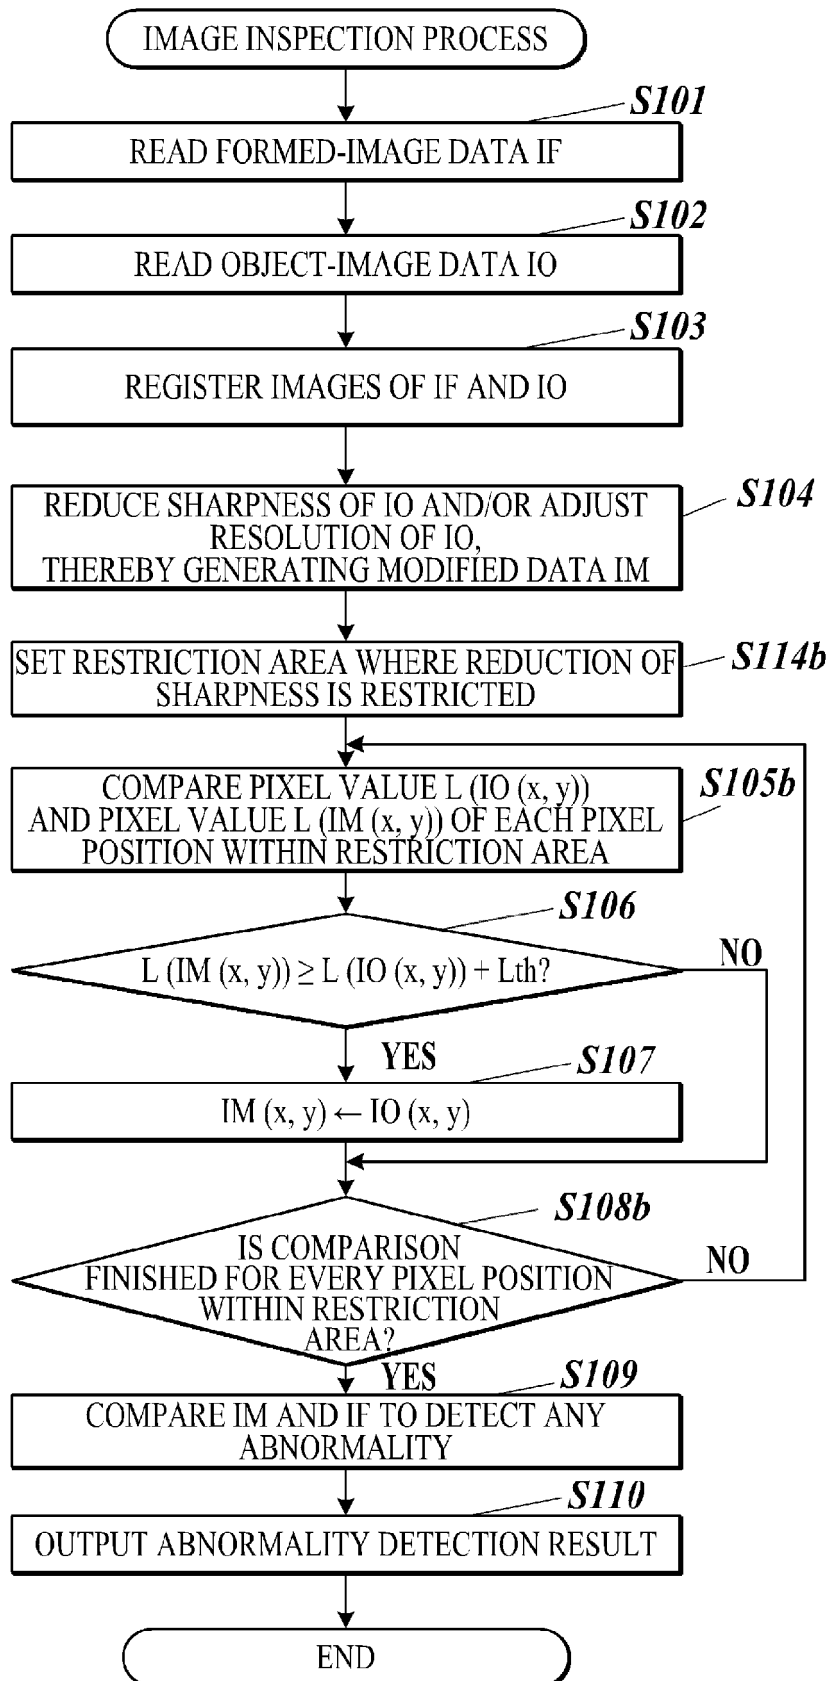 IMAGE INSPECTION PROCESS
S101
READ FORMED-IMAGE DATA IF
S102
READ OBJECT-IMAGE DATA IO
S103
REGISTER IMAGES OF IF AND IO
REDUCE SHARPNESS OF IO AND/OR ADJUST
RESOLUTION OF IO,
THEREBY GENERATING MODIFIED DATA IM
S104
SET RESTRICTION AREA WHERE REDUCTION OF
SHARPNESS IS RESTRICTED
S114b
COMPARE PIXEL VALUE L (IO (x, y))
AND PIXEL VALUE L (IM (x, y)) OF EACH PIXEL
POSITION WITHIN RESTRICTION AREA
S105b
S106
L (IM (x, y)) ≥ L (IO (x, y)) + Lth?
NO
YES
S107
IM (x, y) ← IO (x, y)
S108b
IS COMPARISON
FINISHED FOR EVERY PIXEL POSITION
WITHIN RESTRICTION
AREA?
NO
YES
S109
COMPARE IM AND IF TO DETECT ANY
ABNORMALITY
S110
OUTPUT ABNORMALITY DETECTION RESULT
END